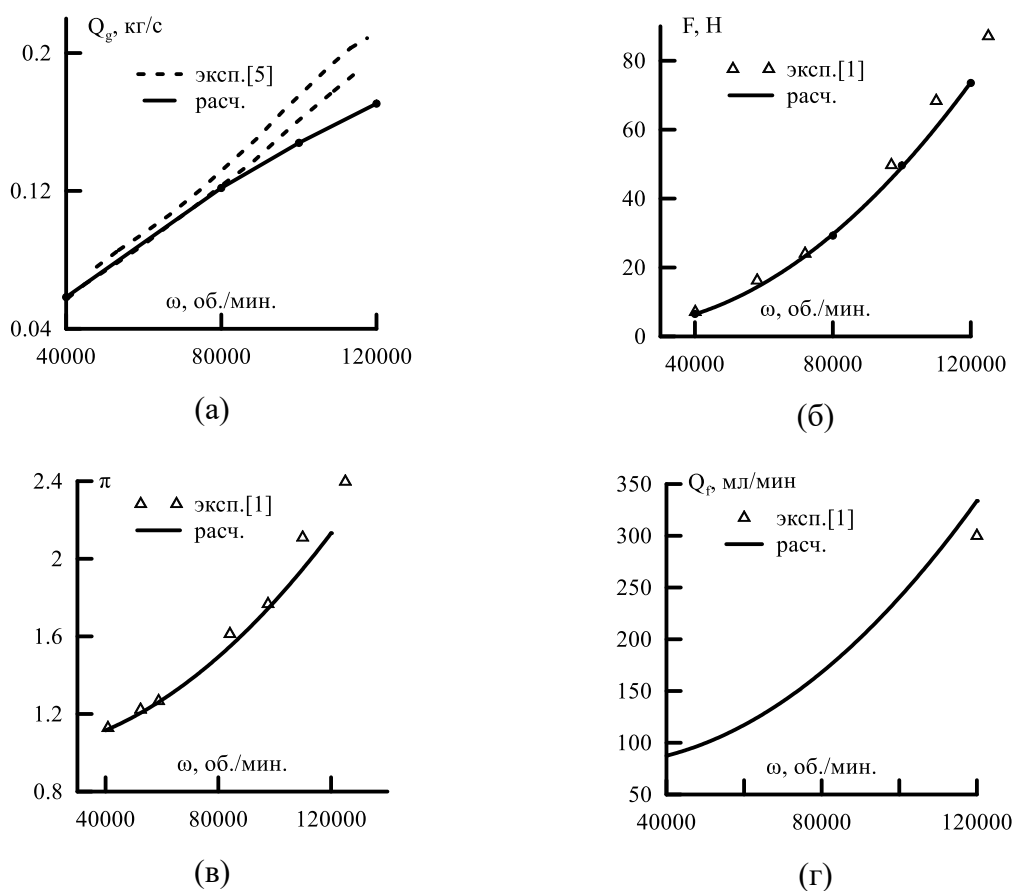 Qg, кг/с
0.2
эксп.[5]
расч.
0.12
ω, об./мин.
0.04
40000 80000 120000
(а)
F, Н
80
эксп.[1]
расч.
60
40
20
ω, об./мин.
0
40000 80000 120000
(б)
2.4
π
эксп.[1]
расч.
2
1.6
1.2
ω, об./мин.
0.8
40000 80000 120000
(в)
350
Qf, мл/мин
эксп.[1]
300
расч.
250
200
150
100
ω, об./мин.
50
40000 80000 120000
(г)